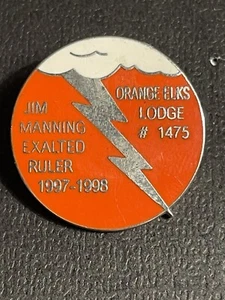 JIM
MANNING
EXALTED
RULER
1997-1998
ORANGE ELKS
LODGE
# 1475